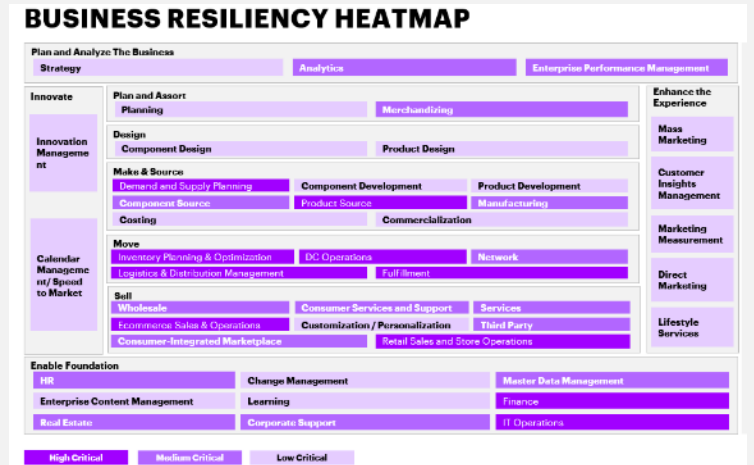 BUSINESS RESILIENCY HEATMAP
Plan and Analyze The Business
Strategy
Analytics
Enterprise Performance Management
Innovate
Innovation
Manageme
nt
Calendar
Manageme
nt/ Speed
to Market
Plan and Assort
Planning
Merchandizing
Design
Component Design
Product Design
Make & Source
Demand and Supply Planning
Component Development
Product Development
Component Source
Product Source
Manufacturing
Costing
Commercialization
Move
Inventory Planning & Optimization
DC Operations
Network
Logistics & Distribution Management
Fulfillment
Sell
Wholesale
Consumer Services and Support
Services
Ecommerce Sales & Operations
Customization / Personalization
Third Party
Consumer-Integrated Marketplace
Retail Sales and Store Operations
Enhance the
Experience
Mass
Marketing
Customer
Insights
Management
Marketing
Measurement
Direct
Marketing
Lifestyle
Services
Enable Foundation
HR
Change Management
Master Data Management
Enterprise Content Management
Learning
Finance
Real Estate
Corporate Support
IT Operations
High Critical
Medium Critical
Low Critical